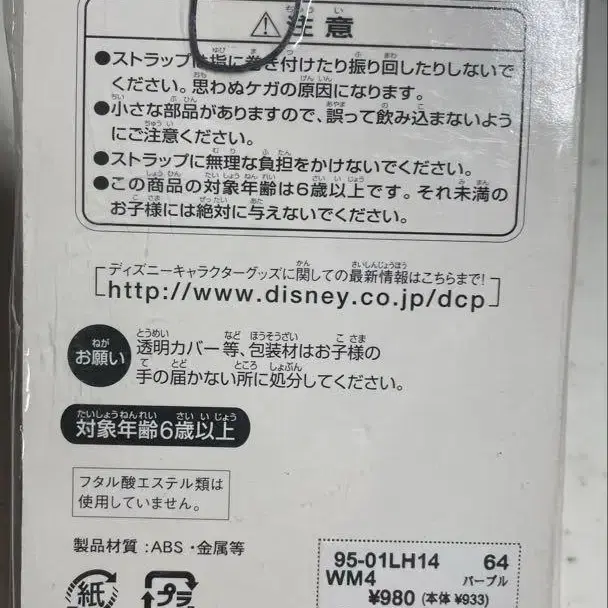 注意
●ストラップは指に巻き付けたり振り回したりしないで
ください。思わぬケガの原因になります。
●小さな部品がありますので、誤って飲み込まないよう
にご注意ください。
●ストラップに無理な負担をかけないでください。
●この商品の対象年齢は6歳以上です。それ未満の
お子様には絶対に与えないでください。
ディズニーキャラクターグッズに関しての最新情報はこちらまで!
http://www.disney.co.jp/dcp
お願い
透明カバー等、包装材はお子様の
手の届かない所に処分してください。
対象年齢6歳以上
フタル酸エステル類は
使用していません。
製品材質:ABS・金属等
紙
プラ
95-01LH14 64
WM4 パープル
¥980 (本体 ¥933)